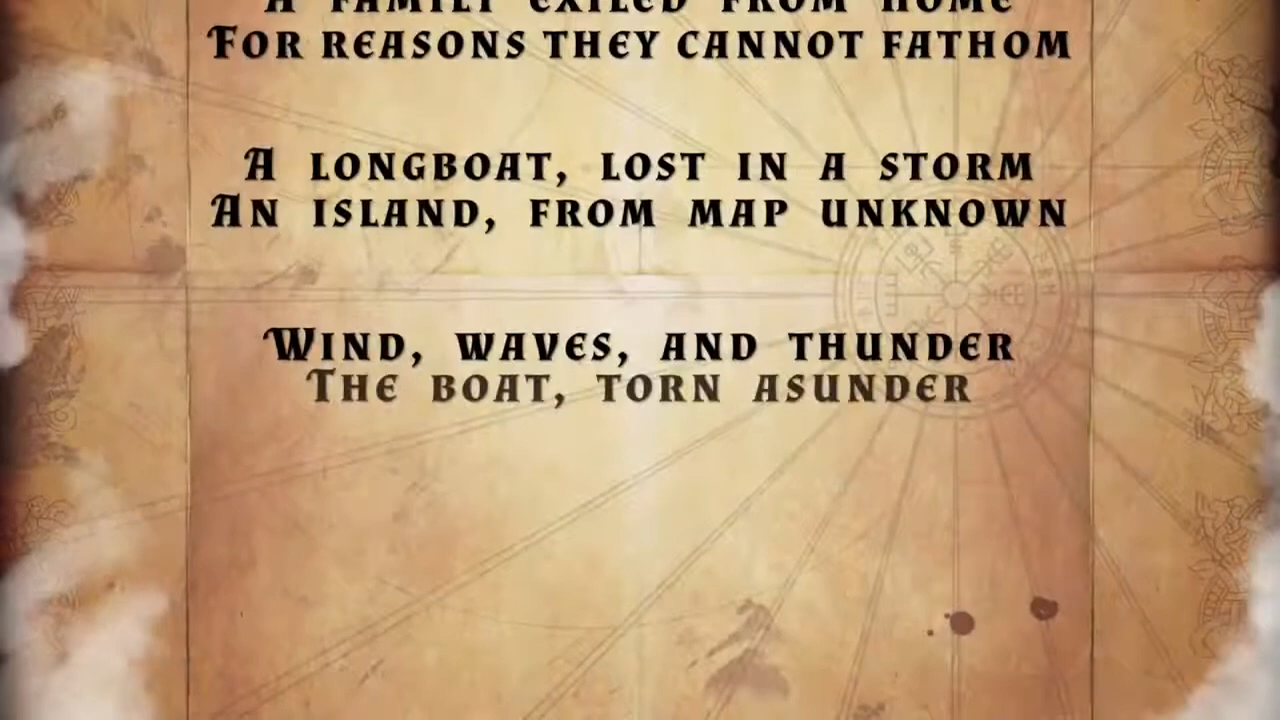 A FAMILY EXILED FROM HOME
FOR REASONS THEY CANNOT FATHOM
A LONGBOAT, LOST IN A STORM
AN ISLAND, FROM MAP UNKNOWN
WIND, WAVES, AND THUNDER
THE BOAT, TORN ASUNDER